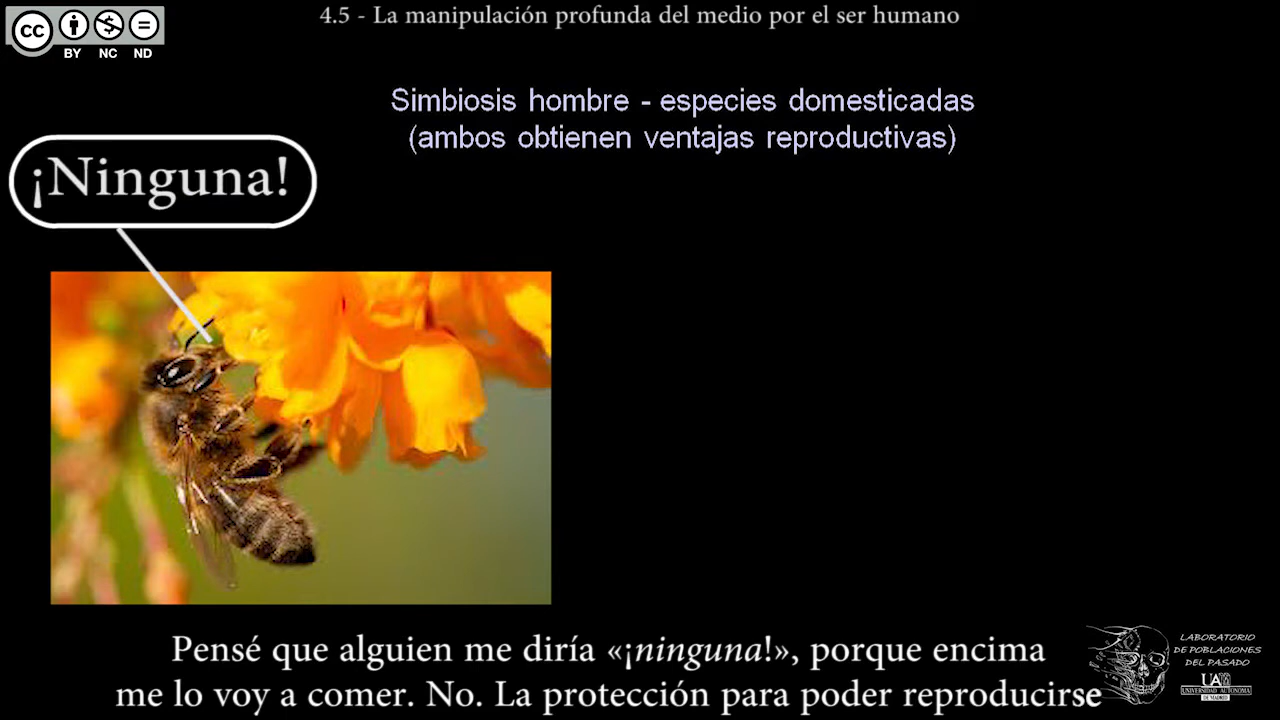 4.5 - La manipulación profunda del medio por el ser humano
cc
BY NC ND
Simbiosis hombre - especies domesticadas
(ambos obtienen ventajas reproductivas)
¡Ninguna!
Pensé que alguien me diría «¡ninguna!», porque encima
me lo voy a comer. No. La protección para poder reproducirse
LABORATORIO
DE POBLACIONES
DEL PASADO
UAM
UNIVERSIDAD AUTONOMA
DE MADRID